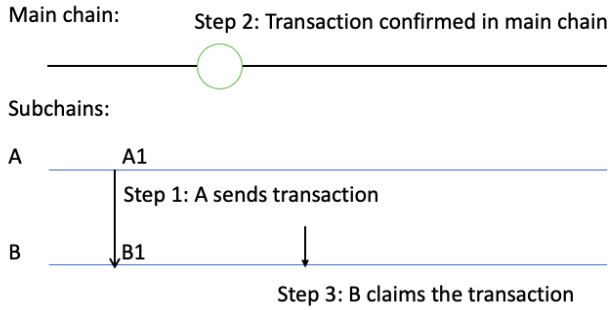 Main chain:
Step 2: Transaction confirmed in main chain
Subchains:
A
A1
Step 1: A sends transaction
B
B1
Step 3: B claims the transaction